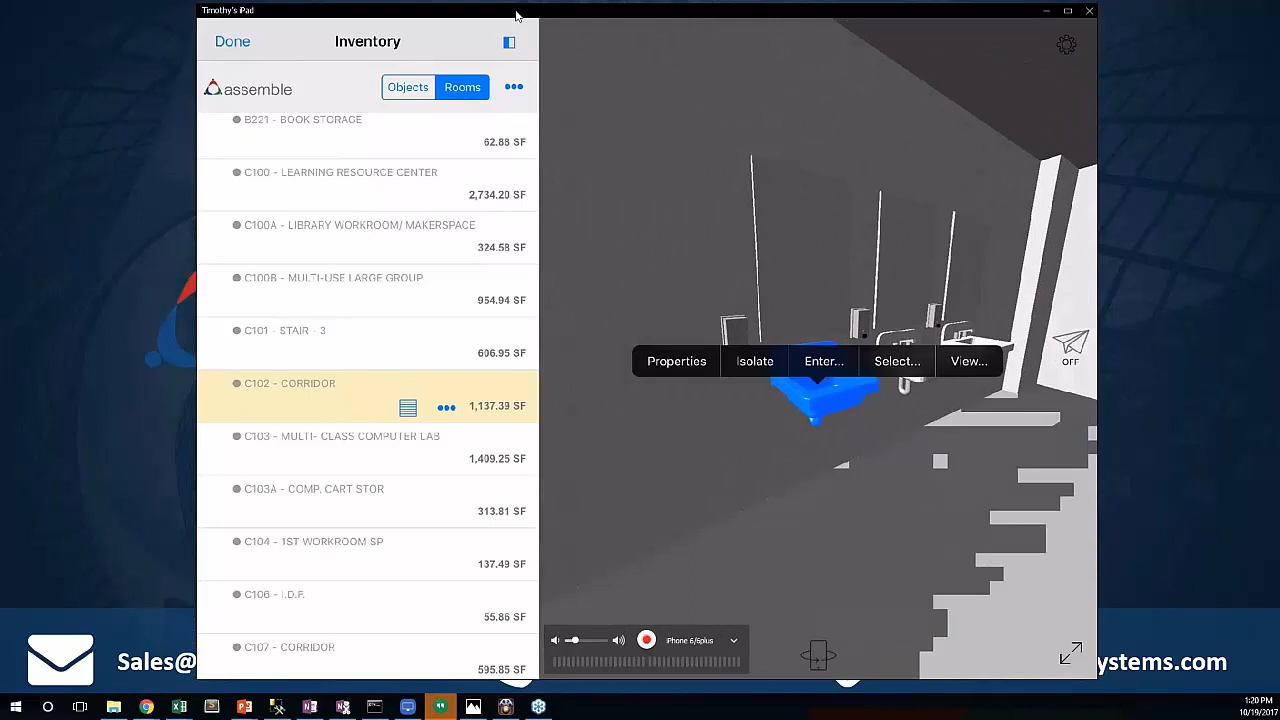 Timothy's iPad
Done
Inventory
assemble
Objects
Rooms
B221 - BOOK STORAGE
62.88 SF
C100 - LEARNING RESOURCE CENTER
2,734.20 SF
C100A - LIBRARY WORKROOM/ MAKERSPACE
324.58 SF
C100B - MULTI-USE LARGE GROUP
954.94 SF
C101 - STAIR - 3
606.95 SF
C102 - CORRIDOR
1,137.39 SF
C103 - MULTI- CLASS COMPUTER LAB
1,409.25 SF
C103A - COMP. CART STOR
313.81 SF
C104 - 1ST WORKROOM SP
137.49 SF
C106 - I.D.F.
55.86 SF
C107 - CORRIDOR
595.85 SF
Properties
Isolate
Enter...
Select...
View...
OFF
iPhone 6/6plus
Sales@
ystems.com
1:20 PM
10/19/2017